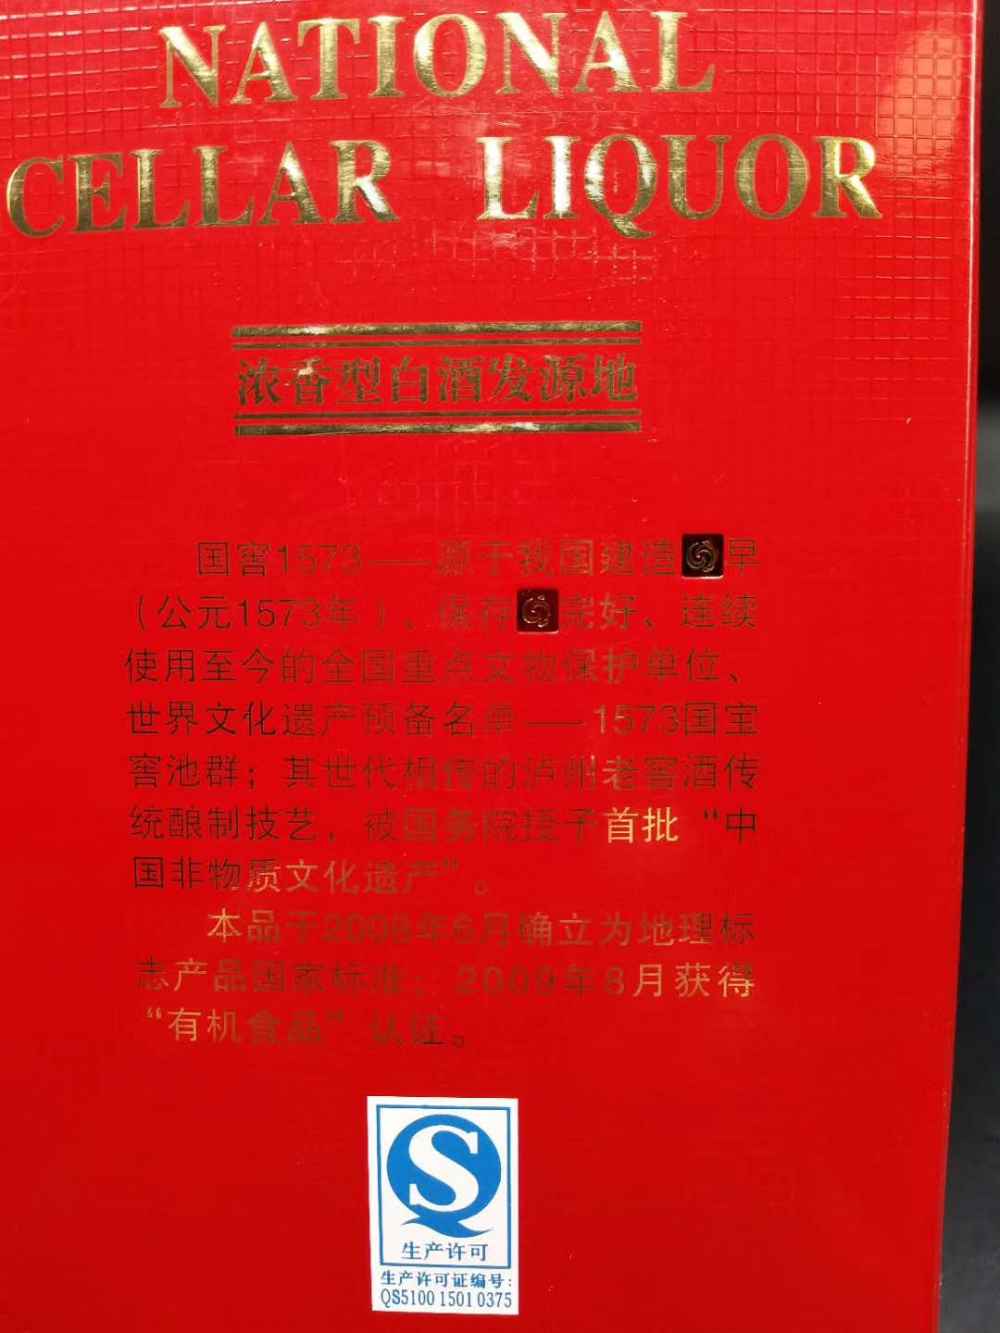 NATIONAL
CELLAR LIQUOR
浓香型白酒发源地
国窖1573——源于我国建造早
(公元1573年)、保存完好、连续
使用至今的全国重点文物保护单位、
世界文化遗产预备名单——1573国宝
窖池群；其世代相传的泸州老窖酒传
统酿制技艺，被国务院授予首批“中
国非物质文化遗产”。
本品于2008年6月确立为地理标
志产品国家标准；2009年8月获得
“有机食品”认证。
生产许可
生产许可证编号:
QS5100 1501 0375